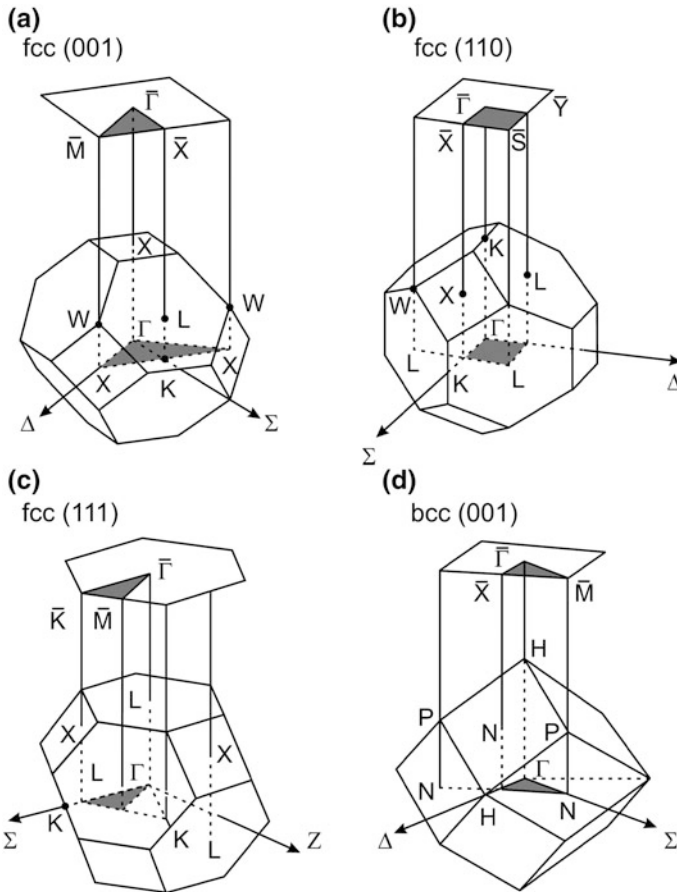 (a)
fcc (001)
Γ̄
M̄
X̄
X
W
W
L
Γ
X
X
K
Δ
Σ
(b)
fcc (110)
Γ̄
Ȳ
X̄
S̄
K
W
X
L
Γ
L
K
L
Δ
Σ
(c)
fcc (111)
Γ̄
K̄
M̄
L
X
X
L
Γ
K
Σ
K
L
Z
(d)
bcc (001)
Γ̄
X̄
M̄
H
P
N
P
Γ
N
H
N
Δ
Σ